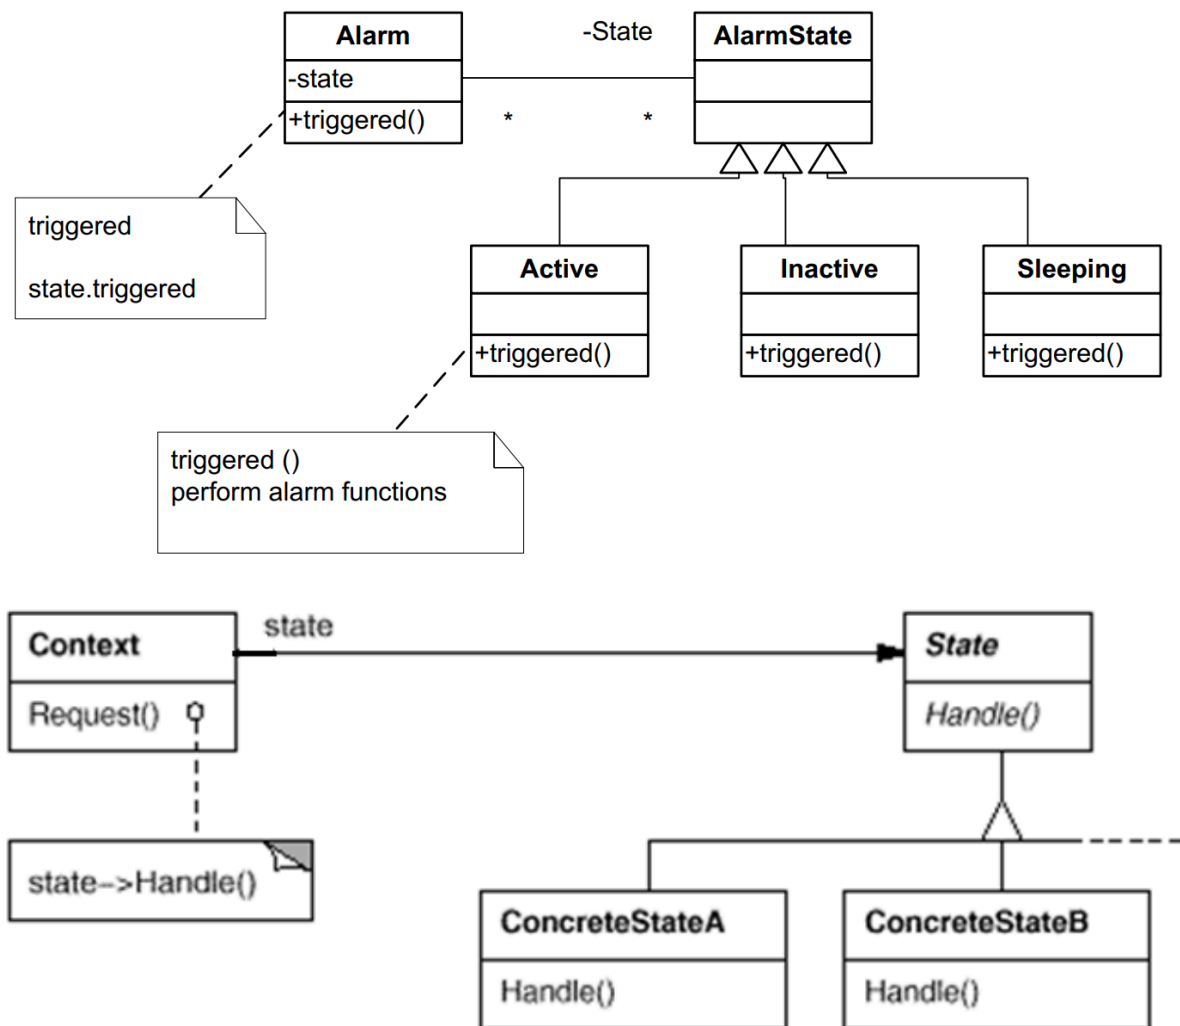 Alarm
-State
AlarmState
-state
+triggered()
*
*
triggered
state.triggered
Active
Inactive
Sleeping
+triggered()
+triggered()
+triggered()
triggered ()
perform alarm functions
Context
state
State
Request()
Handle()
state->Handle()
ConcreteStateA
ConcreteStateB
Handle()
Handle()